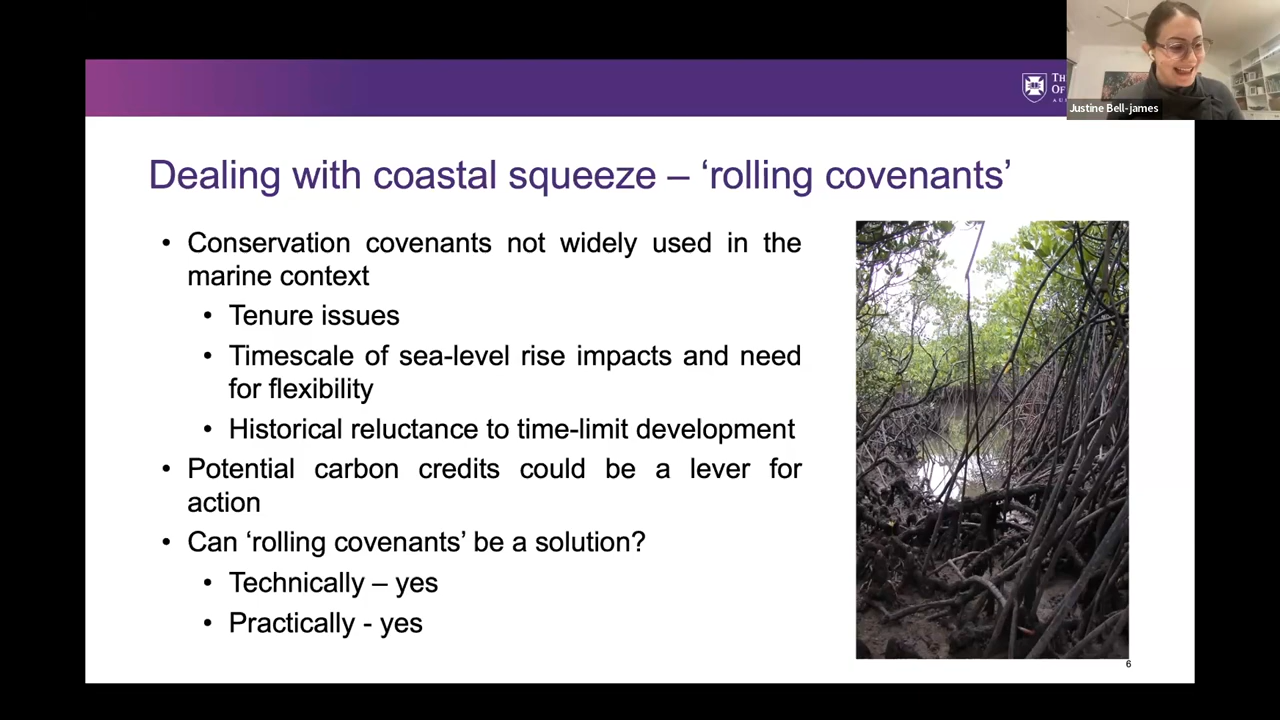 Justine Bell-james
Dealing with coastal squeeze – ‘rolling covenants’
• Conservation covenants not widely used in the
marine context
• Tenure issues
• Timescale of sea-level rise impacts and need
for flexibility
• Historical reluctance to time-limit development
• Potential carbon credits could be a lever for
action
• Can ‘rolling covenants’ be a solution?
• Technically – yes
• Practically - yes
6